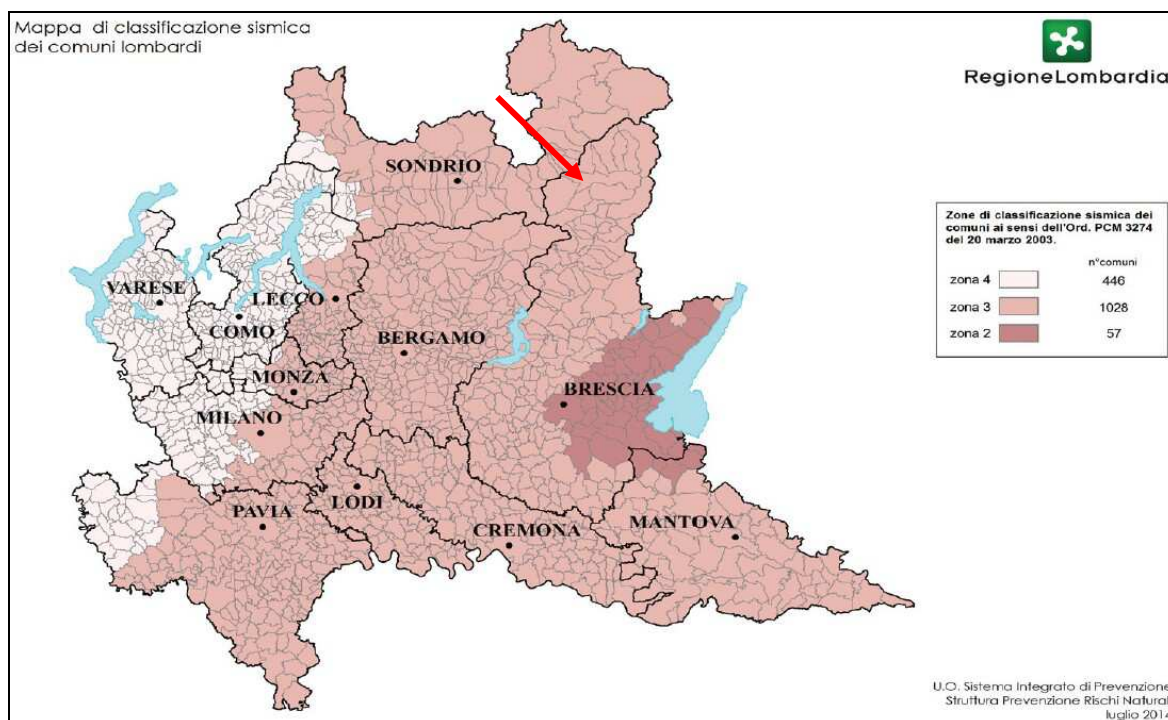 Mappa di classificazione sismica
dei comuni lombardi
RegioneLombardia
SONDRIO
VARESE
LECCO
COMO
BERGAMO
MONZA
BRESCIA
MILANO
LODI
PAVIA
CREMONA
MANTOVA
Zone di classificazione sismica dei
comuni ai sensi dell'Ord. PCM 3274
del 20 marzo 2003.
n°comuni
zona 4 446
zona 3 1028
zona 2 57
U.O. Sistema Integrato di Prevenzione
Struttura Prevenzione Rischi Natural
luglio 2014